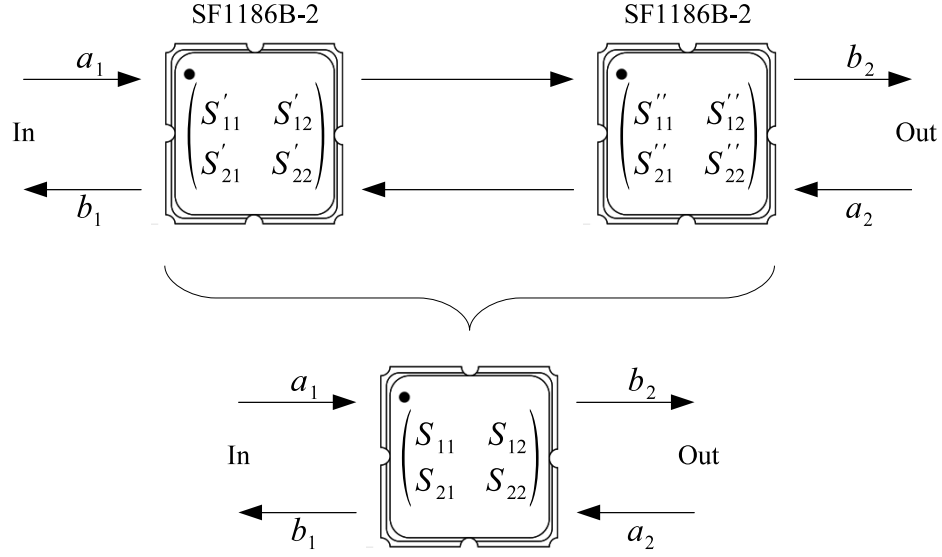 SF1186B-2 SF1186B-2
a₁ b₂
S′₁₁ S′₁₂ S′′₁₁ S′′₁₂
In Out
S′₂₁ S′₂₂ S′′₂₁ S′′₂₂
b₁ a₂
a₁ b₂
S₁₁ S₁₂
In Out
S₂₁ S₂₂
b₁ a₂